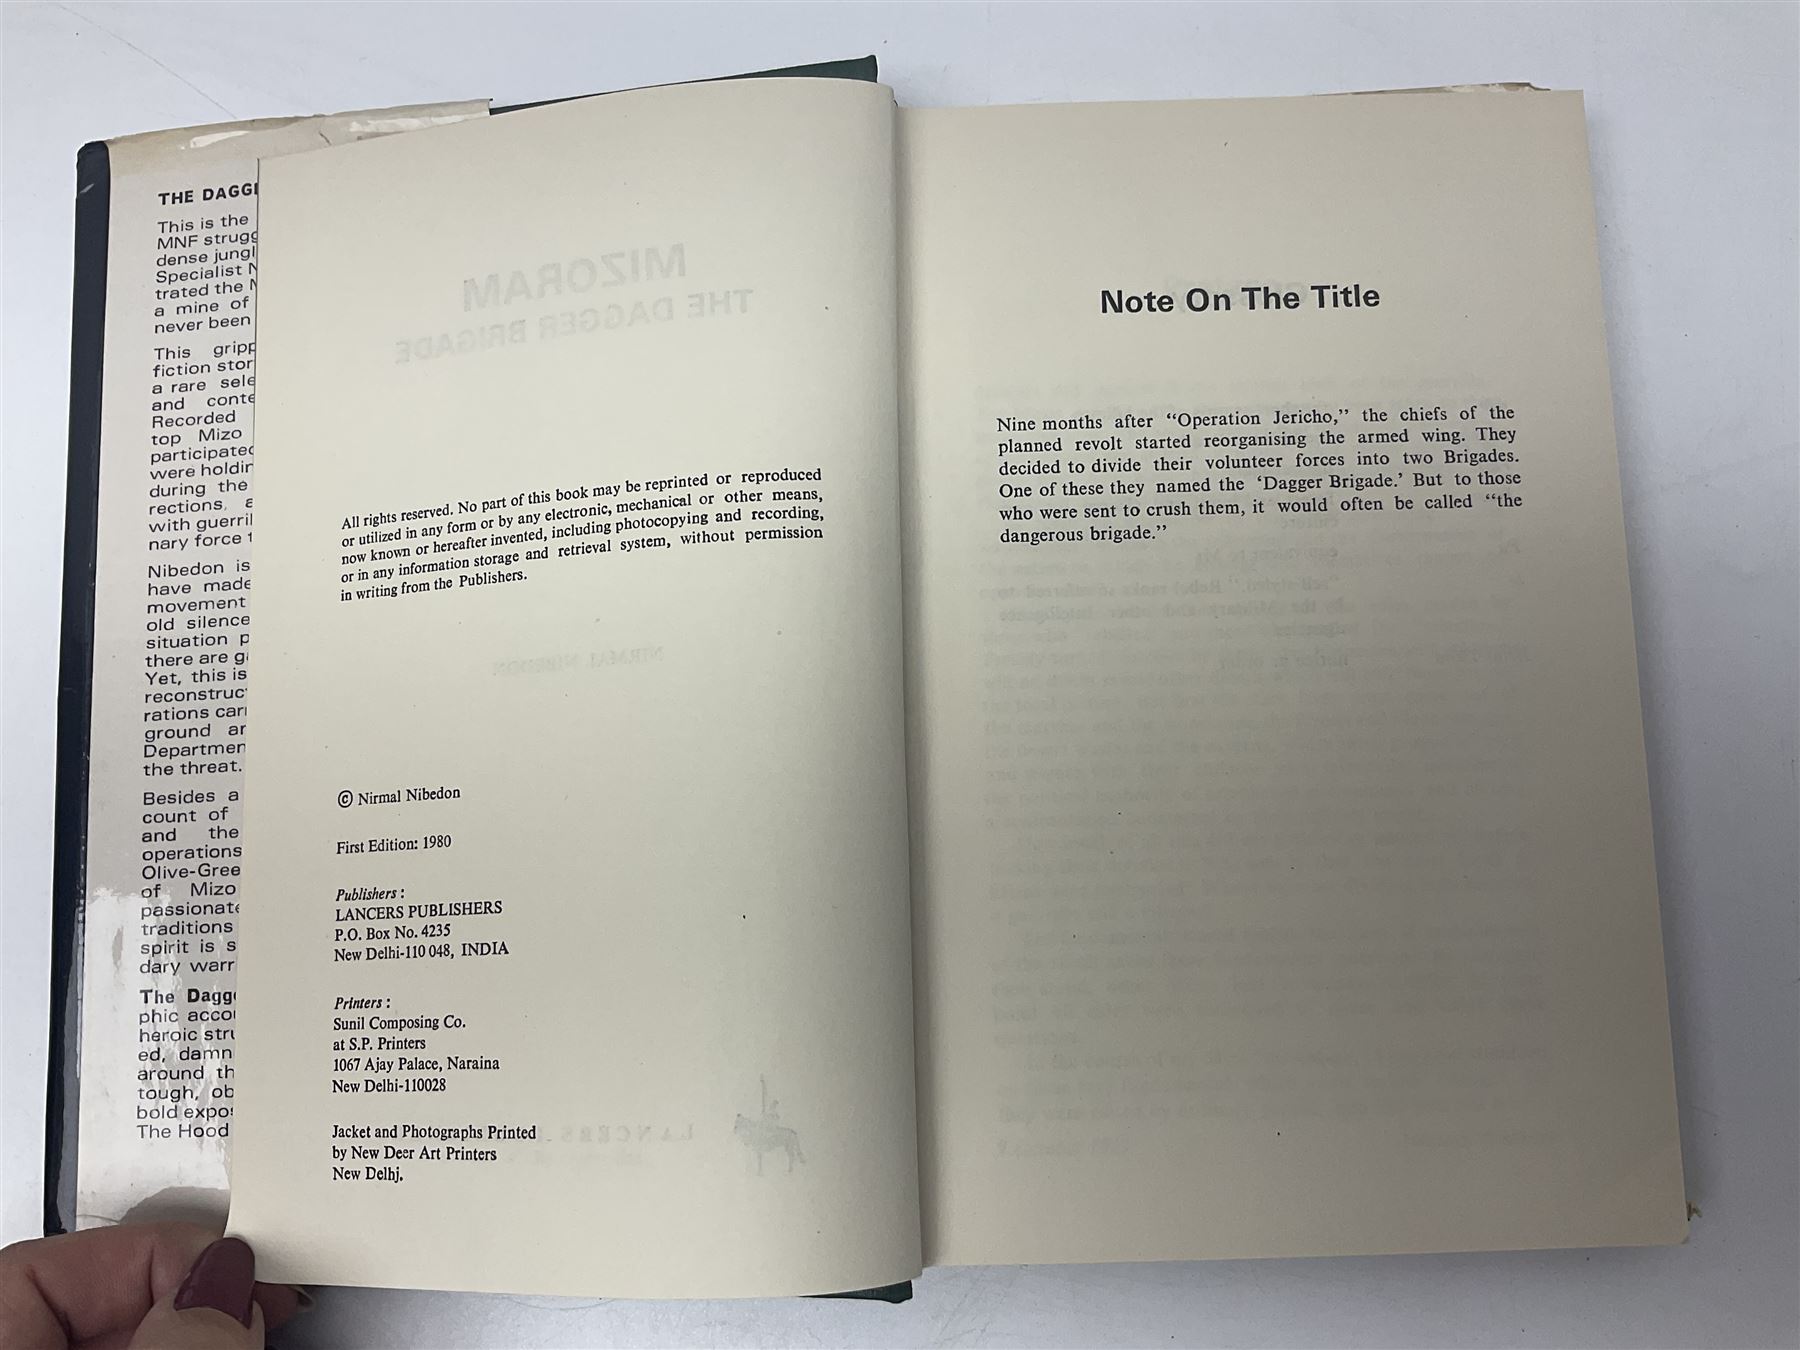 THE DAGG
This is the
MNF strugg
dense jungl
Specialist
trated the
a mine of
never been
This gripp
fiction stor
a rare sele
and conte
Recorded
top Mizo
participated
were holdin
during the
rections, a
with guerril
nary force
Nibedon is
have made
movement
old silence
situation p
there are g
Yet, this is
reconstruc
rations carr
ground ar
Departmen
the threat.
Besides a
count of
and the
operations
Olive-Gree
of Mizo
passionate
traditions
spirit is s
dary warr
The Dagg
phic acco
heroic stru
ed, damn
around th
tough, ob
bold expo
The Hood
MIZORAM
THE DAGGER BRIGADE
All rights reserved. No part of this book may be reprinted or reproduced
or utilized in any form or by any electronic, mechanical or other means,
now known or hereafter invented, including photocopying and recording,
or in any information storage and retrieval system, without permission
in writing from the Publishers.
NIRMAL NIBEDON
© Nirmal Nibedon
First Edition: 1980
Publishers :
LANCERS PUBLISHERS
P.O. Box No. 4235
New Delhi-110 048, INDIA
Printers :
Sunil Composing Co.
at S.P. Printers
1067 Ajay Palace, Naraina
New Delhi-110028
LANCERS
Jacket and Photographs Printed
by New Deer Art Printers
New Delhj.
Note On The Title
Nine months after “Operation Jericho,” the chiefs of the
planned revolt started reorganising the armed wing. They
decided to divide their volunteer forces into two Brigades.
One of these they named the ‘Dagger Brigade.’ But to those
who were sent to crush them, it would often be called “the
dangerous brigade.”